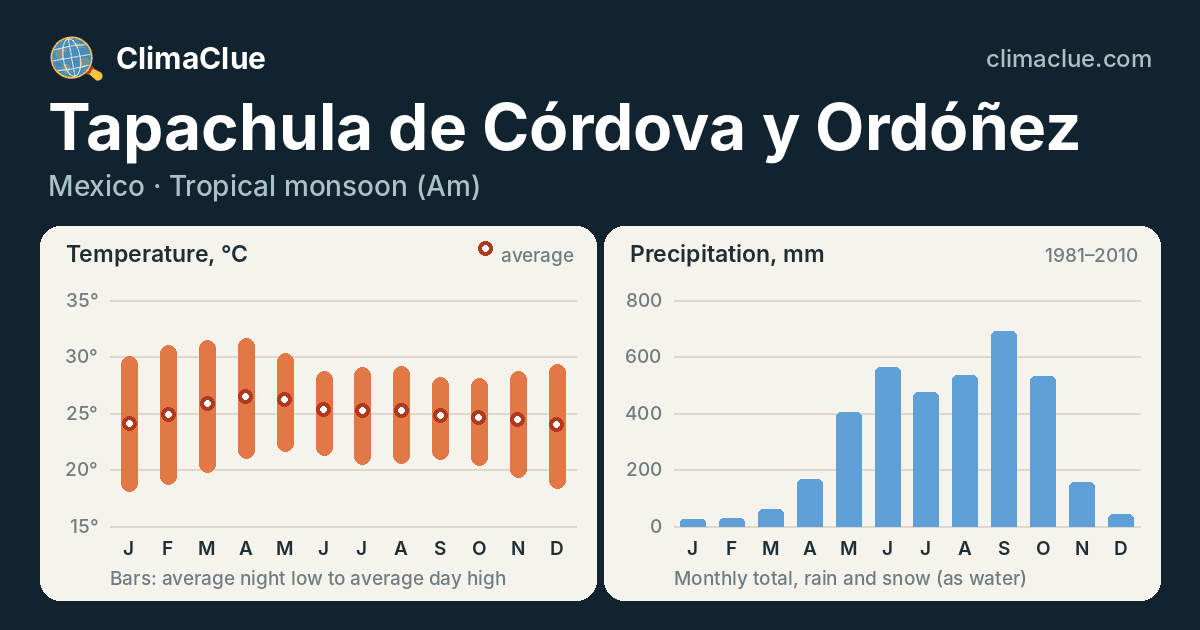 ClimaClue
climaclue.com
Tapachula de Córdova y Ordóñez
Mexico · Tropical monsoon (Am)
Temperature, °C
average
35°
30°
25°
20°
15°
J F M A M J J A S O N D
Bars: average night low to average day high
Precipitation, mm
1981–2010
800
600
400
200
0
J F M A M J J A S O N D
Monthly total, rain and snow (as water)